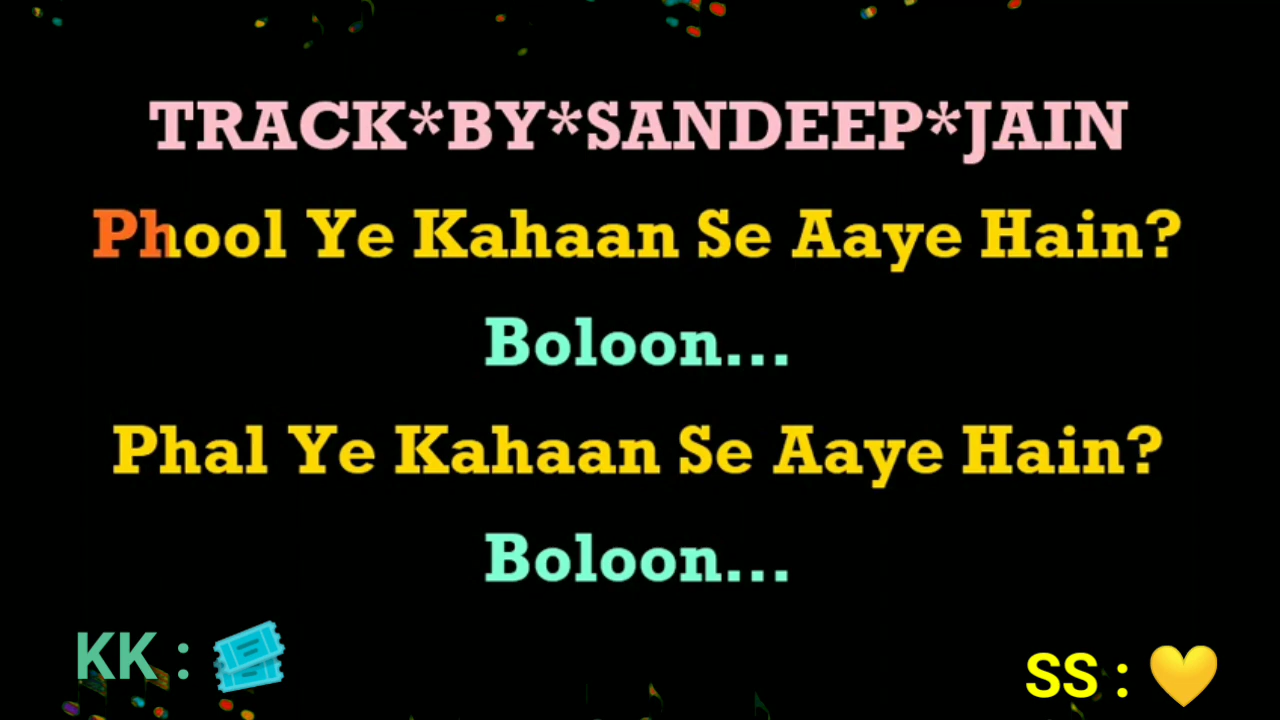 TRACK*BY*SANDEEP*JAIN
Phool Ye Kahaan Se Aaye Hain?
Boloon...
Phal Ye Kahaan Se Aaye Hain?
Boloon...
KK : 🎟️
SS : 💛